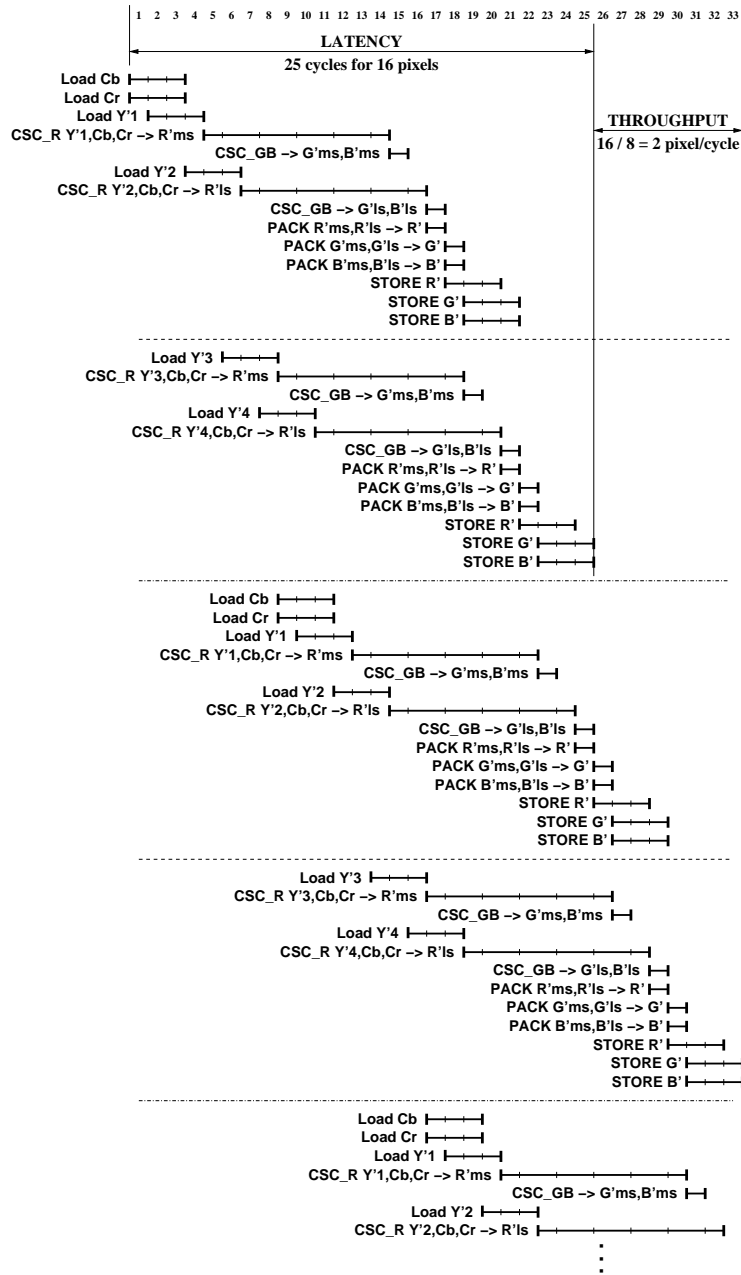 1 2 3 4 5 6 7 8 9 10 11 12 13 14 15 16 17 18 19 20 21 22 23 24 25 26 27 28 29 30 31 32 33
LATENCY
25 cycles for 16 pixels
Load Cb
Load Cr
Load Y'1
THROUGHPUT
CSC_R Y'1,Cb,Cr −> R'ms
16 / 8 = 2 pixel/cycle
CSC_GB −> G'ms,B'ms
Load Y'2
CSC_R Y'2,Cb,Cr −> R'ls
CSC_GB −> G'ls,B'ls
PACK R'ms,R'ls −> R'
PACK G'ms,G'ls −> G'
PACK B'ms,B'ls −> B'
STORE R'
STORE G'
STORE B'
Load Y'3
CSC_R Y'3,Cb,Cr −> R'ms
CSC_GB −> G'ms,B'ms
Load Y'4
CSC_R Y'4,Cb,Cr −> R'ls
CSC_GB −> G'ls,B'ls
PACK R'ms,R'ls −> R'
PACK G'ms,G'ls −> G'
PACK B'ms,B'ls −> B'
STORE R'
STORE G'
STORE B'
Load Cb
Load Cr
Load Y'1
CSC_R Y'1,Cb,Cr −> R'ms
CSC_GB −> G'ms,B'ms
Load Y'2
CSC_R Y'2,Cb,Cr −> R'ls
CSC_GB −> G'ls,B'ls
PACK R'ms,R'ls −> R'
PACK G'ms,G'ls −> G'
PACK B'ms,B'ls −> B'
STORE R'
STORE G'
STORE B'
Load Y'3
CSC_R Y'3,Cb,Cr −> R'ms
CSC_GB −> G'ms,B'ms
Load Y'4
CSC_R Y'4,Cb,Cr −> R'ls
CSC_GB −> G'ls,B'ls
PACK R'ms,R'ls −> R'
PACK G'ms,G'ls −> G'
PACK B'ms,B'ls −> B'
STORE R'
STORE G'
STORE B'
Load Cb
Load Cr
Load Y'1
CSC_R Y'1,Cb,Cr −> R'ms
CSC_GB −> G'ms,B'ms
Load Y'2
CSC_R Y'2,Cb,Cr −> R'ls